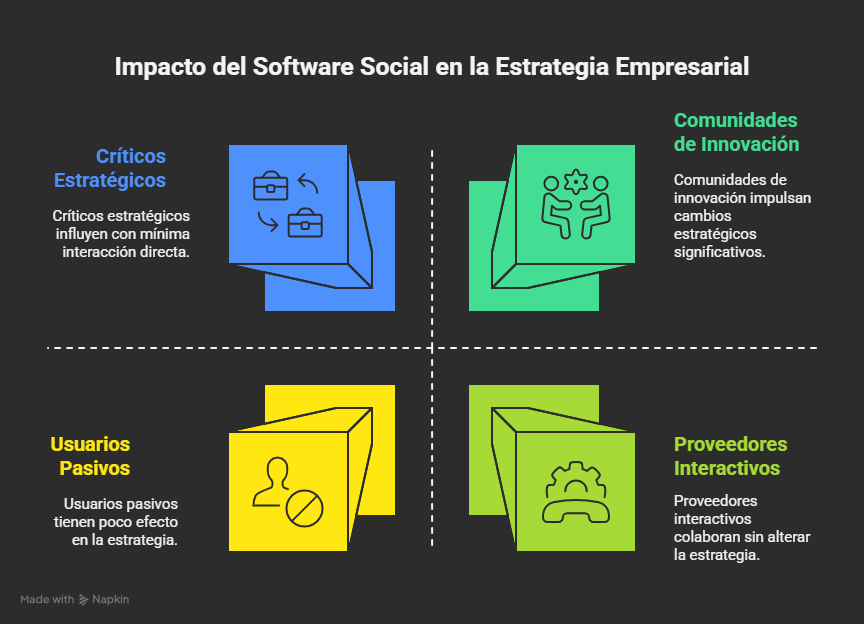 Impacto del Software Social en la Estrategia Empresarial
Críticos
Estratégicos
Críticos estratégicos
influyen con mínima
interacción directa.
Comunidades
de Innovación
Comunidades de
innovación impulsan
cambios
estratégicos
significativos.
Usuarios
Pasivos
Usuarios pasivos
tienen poco efecto
en la estrategia.
Proveedores
Interactivos
Proveedores
interactivos
colaboran sin alterar
la estrategia.
Made with Napkin